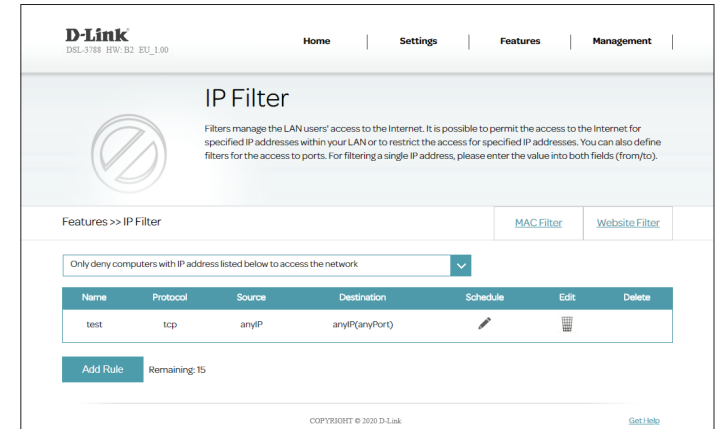 D-Link
DSL-3788 HW: B2 EU_1.00
Home Settings Features Management
IP Filter
Filters manage the LAN users' access to the Internet. It is possible to permit the access to the Internet for
specified IP addresses within your LAN or to restrict the access for specified IP addresses. You can also define
filters for the access to ports. For filtering a single IP address, please enter the value into both fields (from/to).
Features >> IP Filter
MAC Filter Website Filter
Only deny computers with IP address listed below to access the network
Name Protocol Source Destination Schedule Edit Delete
test tcp anyIP anyIP(anyPort)
Add Rule Remaining: 15
COPYRIGHT © 2020 D-Link
Get Help